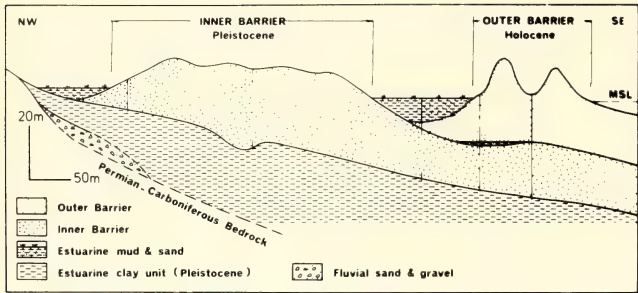 NW
INNER BARRIER
Pleistocene
OUTER BARRIER
Holocene
SE
MSL
20m
50m
Permian-Carboniferous Bedrock
Outer Barrier
Inner Barrier
Estuarine mud & sand
Estuarine clay unit (Pleistocene)
Fluvial sand & gravel